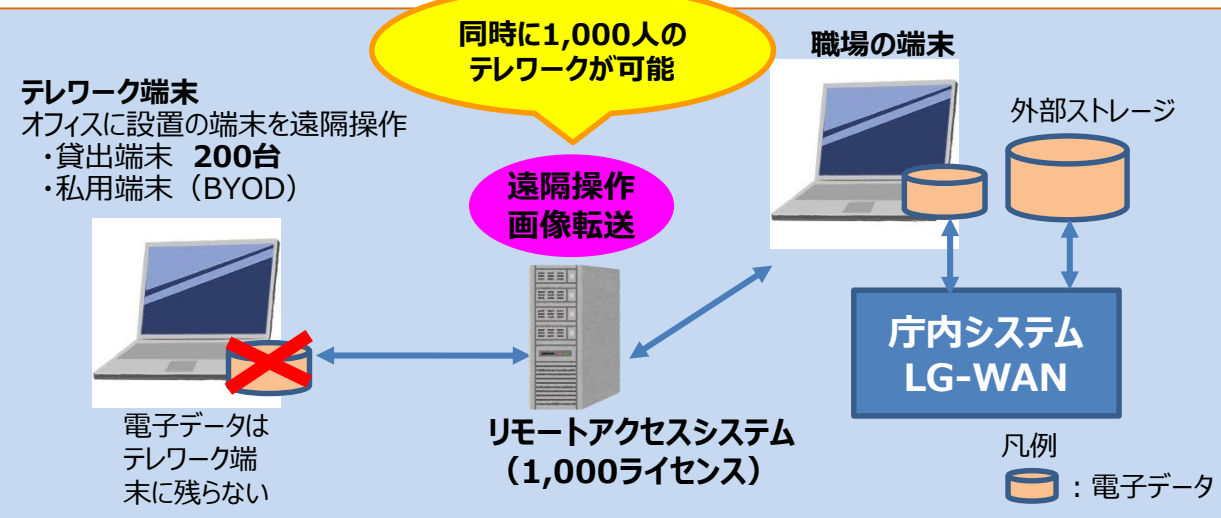 同時に1,000人の
テレワークが可能
職場の端末
テレワーク端末
オフィスに設置の端末を遠隔操作
・貸出端末 200台
・私用端末（BYOD）
外部ストレージ
遠隔操作
画像転送
庁内システム
LG-WAN
電子データは
テレワーク端
末に残らない
リモートアクセスシステム
（1,000ライセンス）
凡例
：電子データ